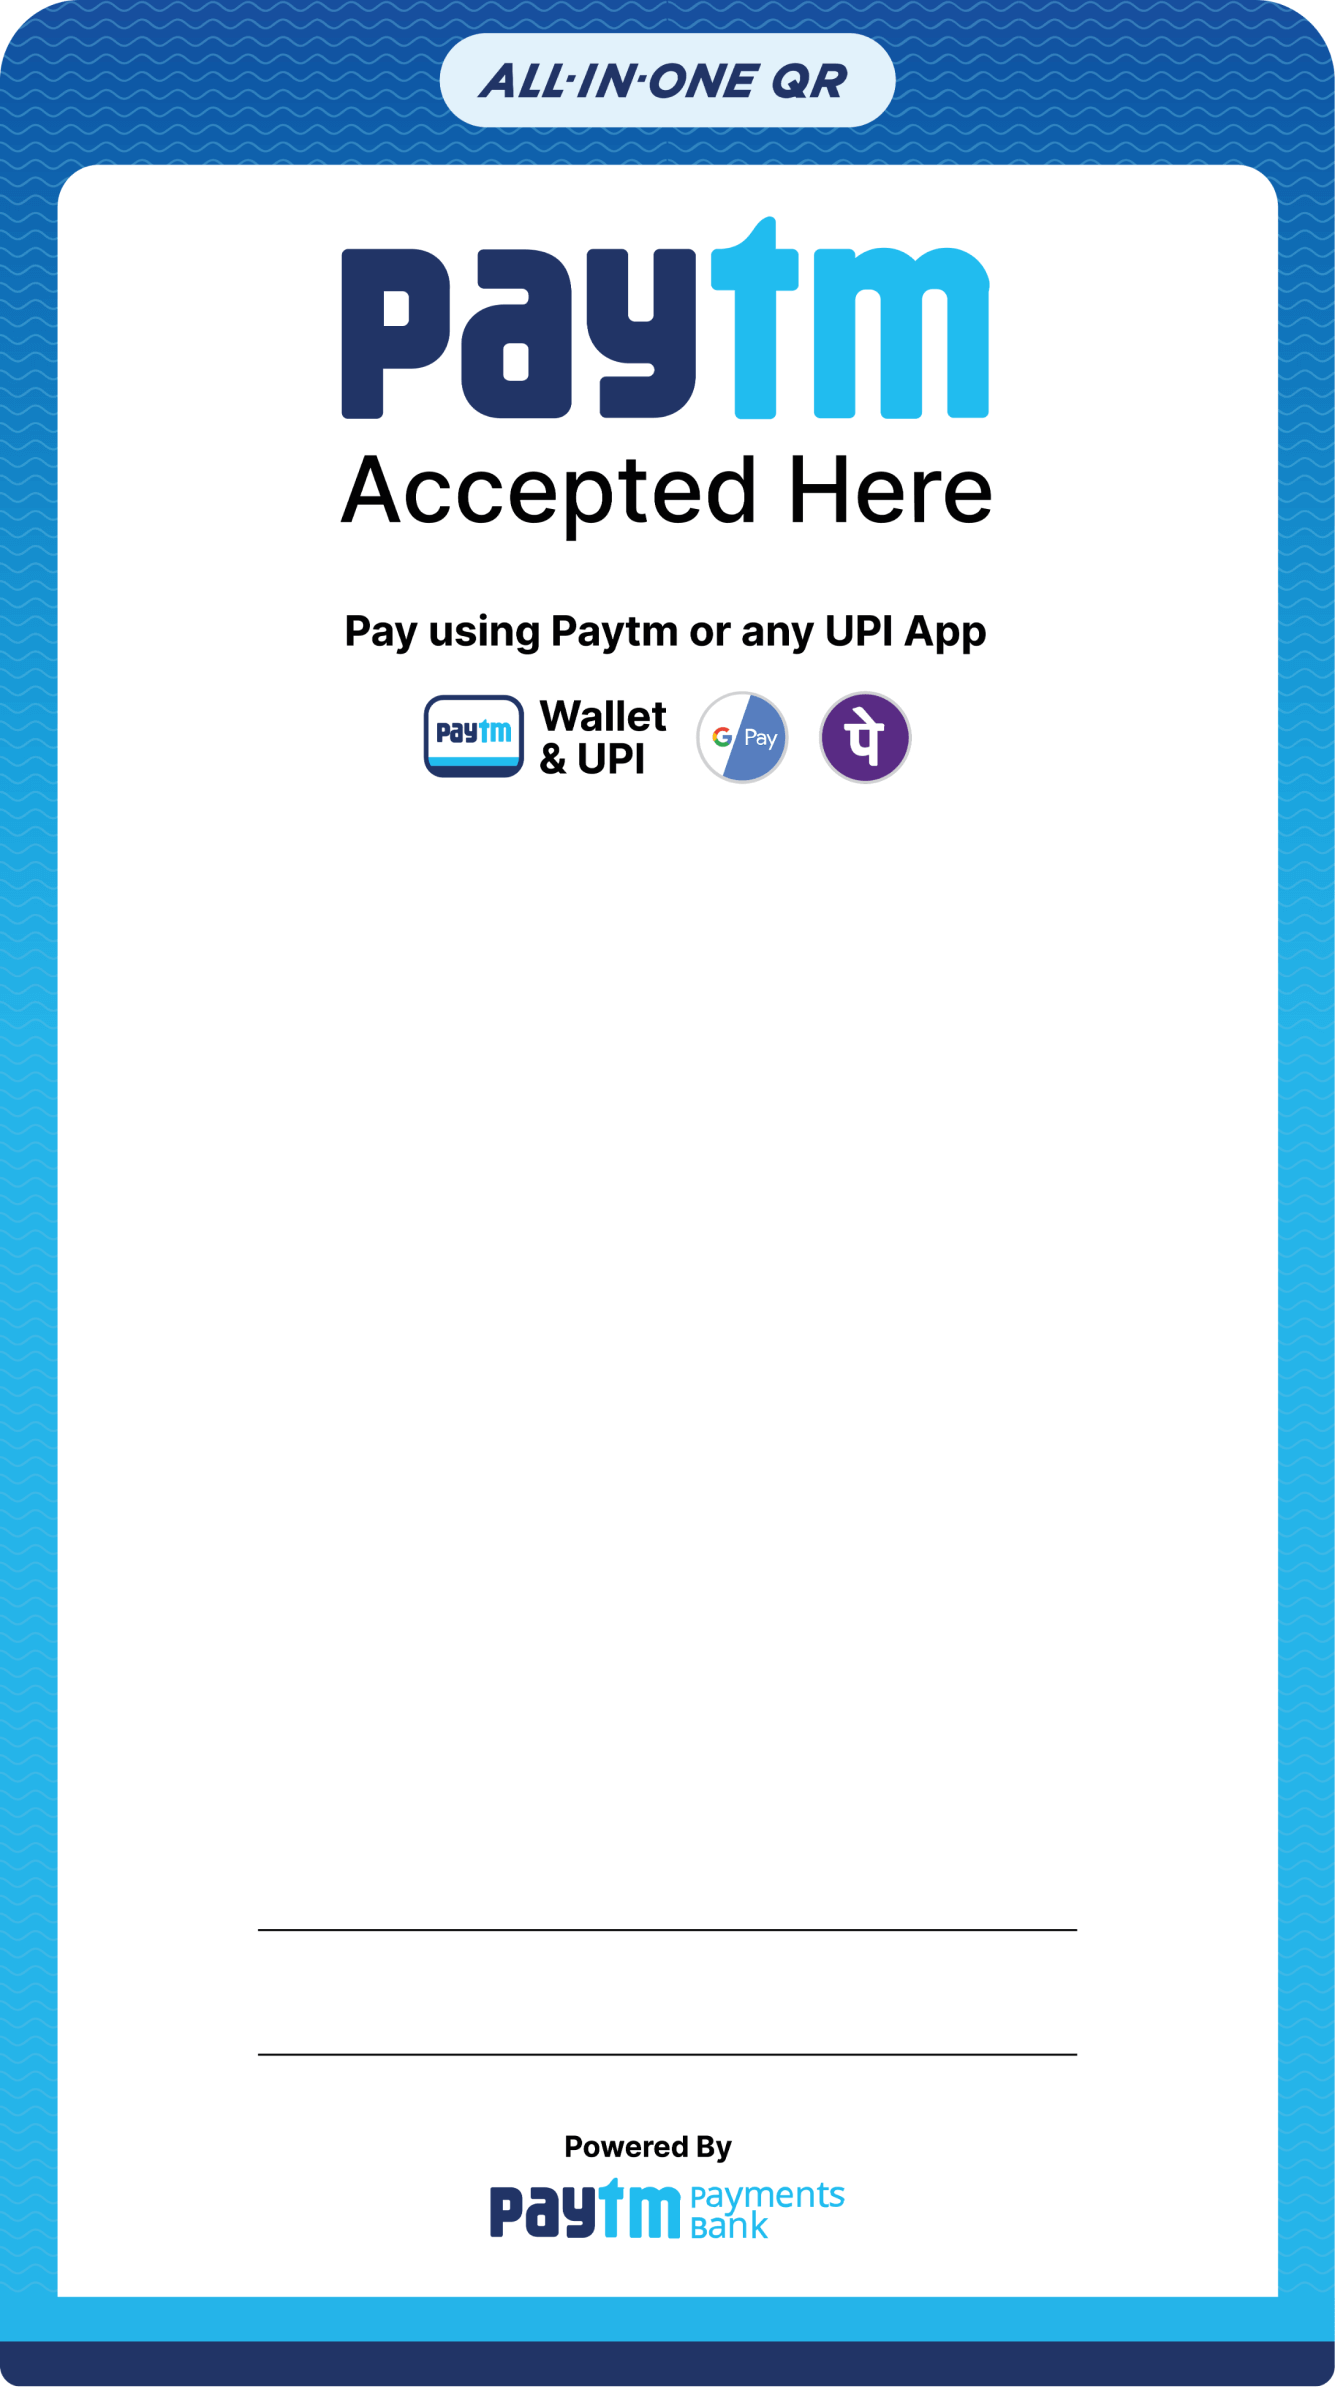 ALL-IN-ONE QR
paytm
Accepted Here
Pay using Paytm or any UPI App
paytm
Wallet
& UPI
G Pay
पे
Powered By
paytm Payments
Bank